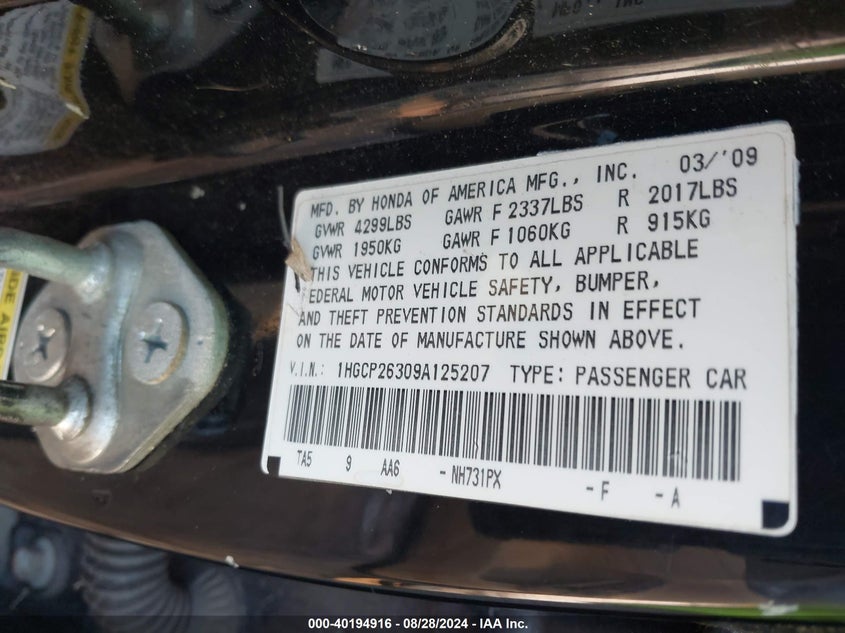 MFD. BY HONDA OF AMERICA MFG., INC. 03/'09
GVWR 4299LBS GAWR F 2337LBS R 2017LBS
GVWR 1950KG GAWR F 1060KG R 915KG
THIS VEHICLE CONFORMS TO ALL APPLICABLE
FEDERAL MOTOR VEHICLE SAFETY, BUMPER,
AND THEFT PREVENTION STANDARDS IN EFFECT
ON THE DATE OF MANUFACTURE SHOWN ABOVE.
V.I.N.: 1HGCP26309A125207 TYPE: PASSENGER CAR
TA5 9 AA6 - NH731PX - F - A
000-40194916 - 08/28/2024 - IAA Inc.